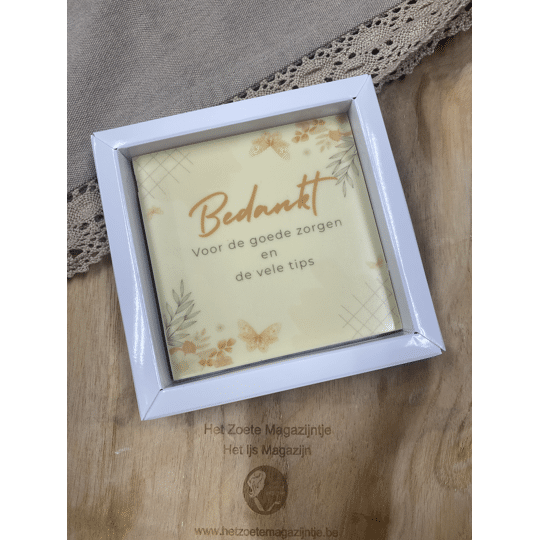 Bedankt
Voor de goede zorgen
en
de vele tips
Het Zoete Magazijntje
Het Ijs Magazijn
www.hetzoetemagazijntje.be